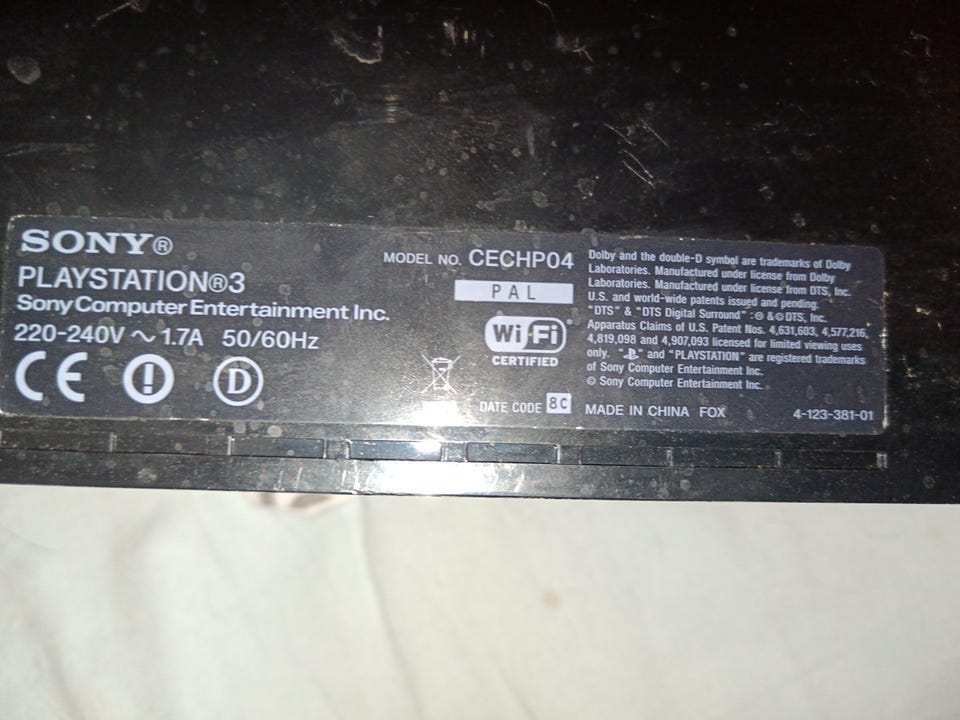 SONY®
PLAYSTATION®3
Sony Computer Entertainment Inc.
220-240V ~ 1.7A 50/60Hz
CE
D
MODEL NO. CECHP04
PAL
Wi Fi®
CERTIFIED
DATE CODE 8C
Dolby and the double-D symbol are trademarks of Dolby
Laboratories. Manufactured under license from Dolby
Laboratories. Manufactured under license from DTS, Inc.
U.S. and world-wide patents issued and pending.
"DTS" & "DTS Digital Surround" :℗ & © DTS, Inc.
Apparatus Claims of U.S. Patent Nos. 4,631,603, 4,577,216,
4,819,098 and 4,907,093 licensed for limited viewing uses
only. " " and "PLAYSTATION" are registered trademarks
of Sony Computer Entertainment Inc.
© Sony Computer Entertainment Inc.
MADE IN CHINA FOX
4-123-381-01